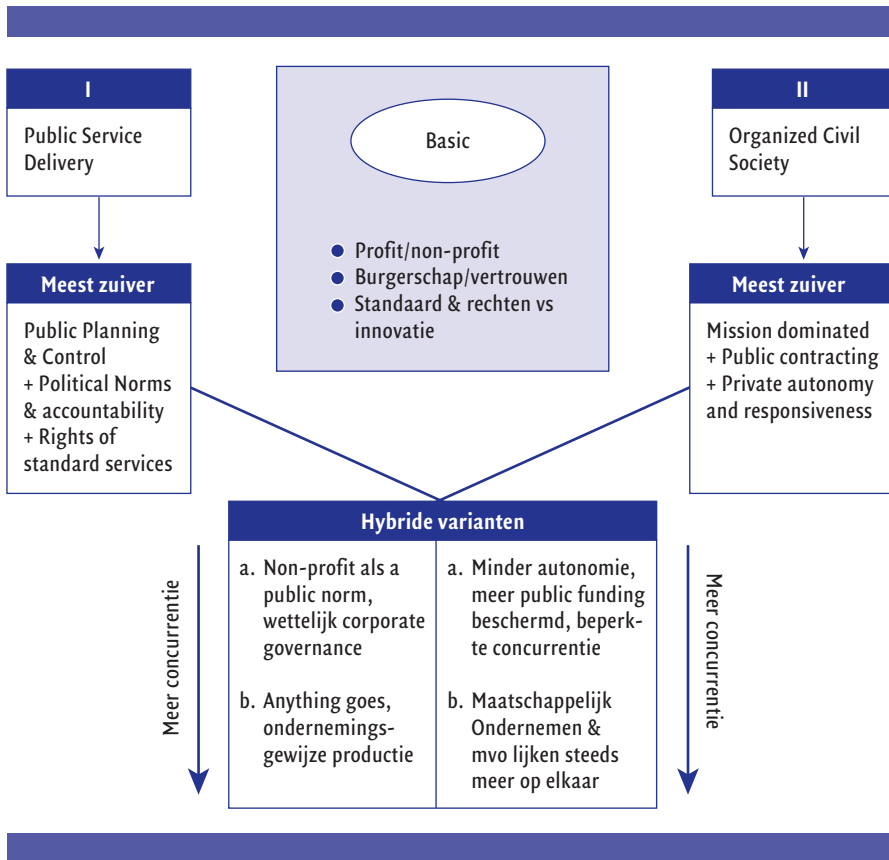 I
Public Service
Delivery
Basic
● Profit/non-profit
● Burgerschap/vertrouwen
● Standaard & rechten vs
innovatie
II
Organized Civil
Society
Meest zuiver
Public Planning
& Control
+ Political Norms
& accountability
+ Rights of
standard services
Meest zuiver
Mission dominated
+ Public contracting
+ Private autonomy
and responsiveness
Hybride varianten
Meer concurrentie
a. Non-profit als a
public norm,
wettelijk corporate
governance
b. Anything goes,
ondernemings-
gewijze productie
a. Minder autonomie,
meer public funding
beschermd, beperk-
te concurrentie
b. Maatschappelijk
Ondernemen &
mvo lijken steeds
meer op elkaar
Meer concurrentie